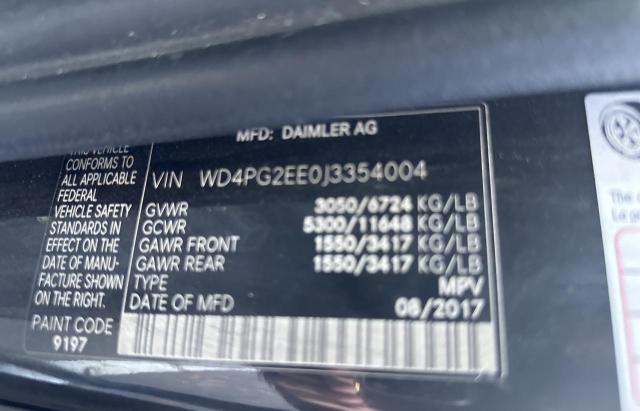 MFD: DAIMLER AG
THIS VEHICLE
CONFORMS TO
ALL APPLICABLE
FEDERAL
VEHICLE SAFETY
STANDARDS IN
EFFECT ON THE
DATE OF MANU-
FACTURE SHOWN
ON THE RIGHT.
PAINT CODE
9197
VIN WD4PG2EE0J3354004
GVWR 3050/6724 KG/LB
GCWR 5300/11648 KG/LB
GAWR FRONT 1550/3417 KG/LB
GAWR REAR 1550/3417 KG/LB
TYPE MPV
DATE OF MFD 08/2017